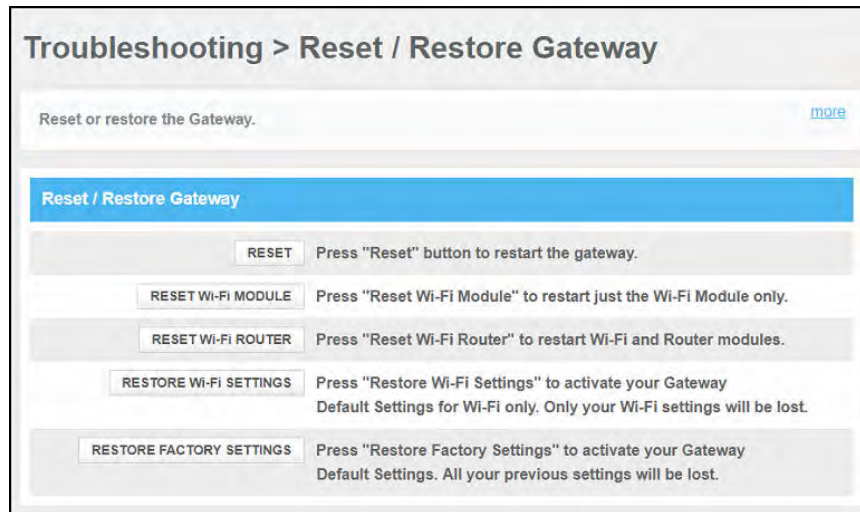 Troubleshooting > Reset / Restore Gateway
Reset or restore the Gateway.
more
Reset / Restore Gateway
RESET
Press "Reset" button to restart the gateway.
RESET Wi-Fi MODULE
Press "Reset Wi-Fi Module" to restart just the Wi-Fi Module only.
RESET Wi-Fi ROUTER
Press "Reset Wi-Fi Router" to restart Wi-Fi and Router modules.
RESTORE Wi-Fi SETTINGS
Press "Restore Wi-Fi Settings" to activate your Gateway
Default Settings for Wi-Fi only. Only your Wi-Fi settings will be lost.
RESTORE FACTORY SETTINGS
Press "Restore Factory Settings" to activate your Gateway
Default Settings. All your previous settings will be lost.